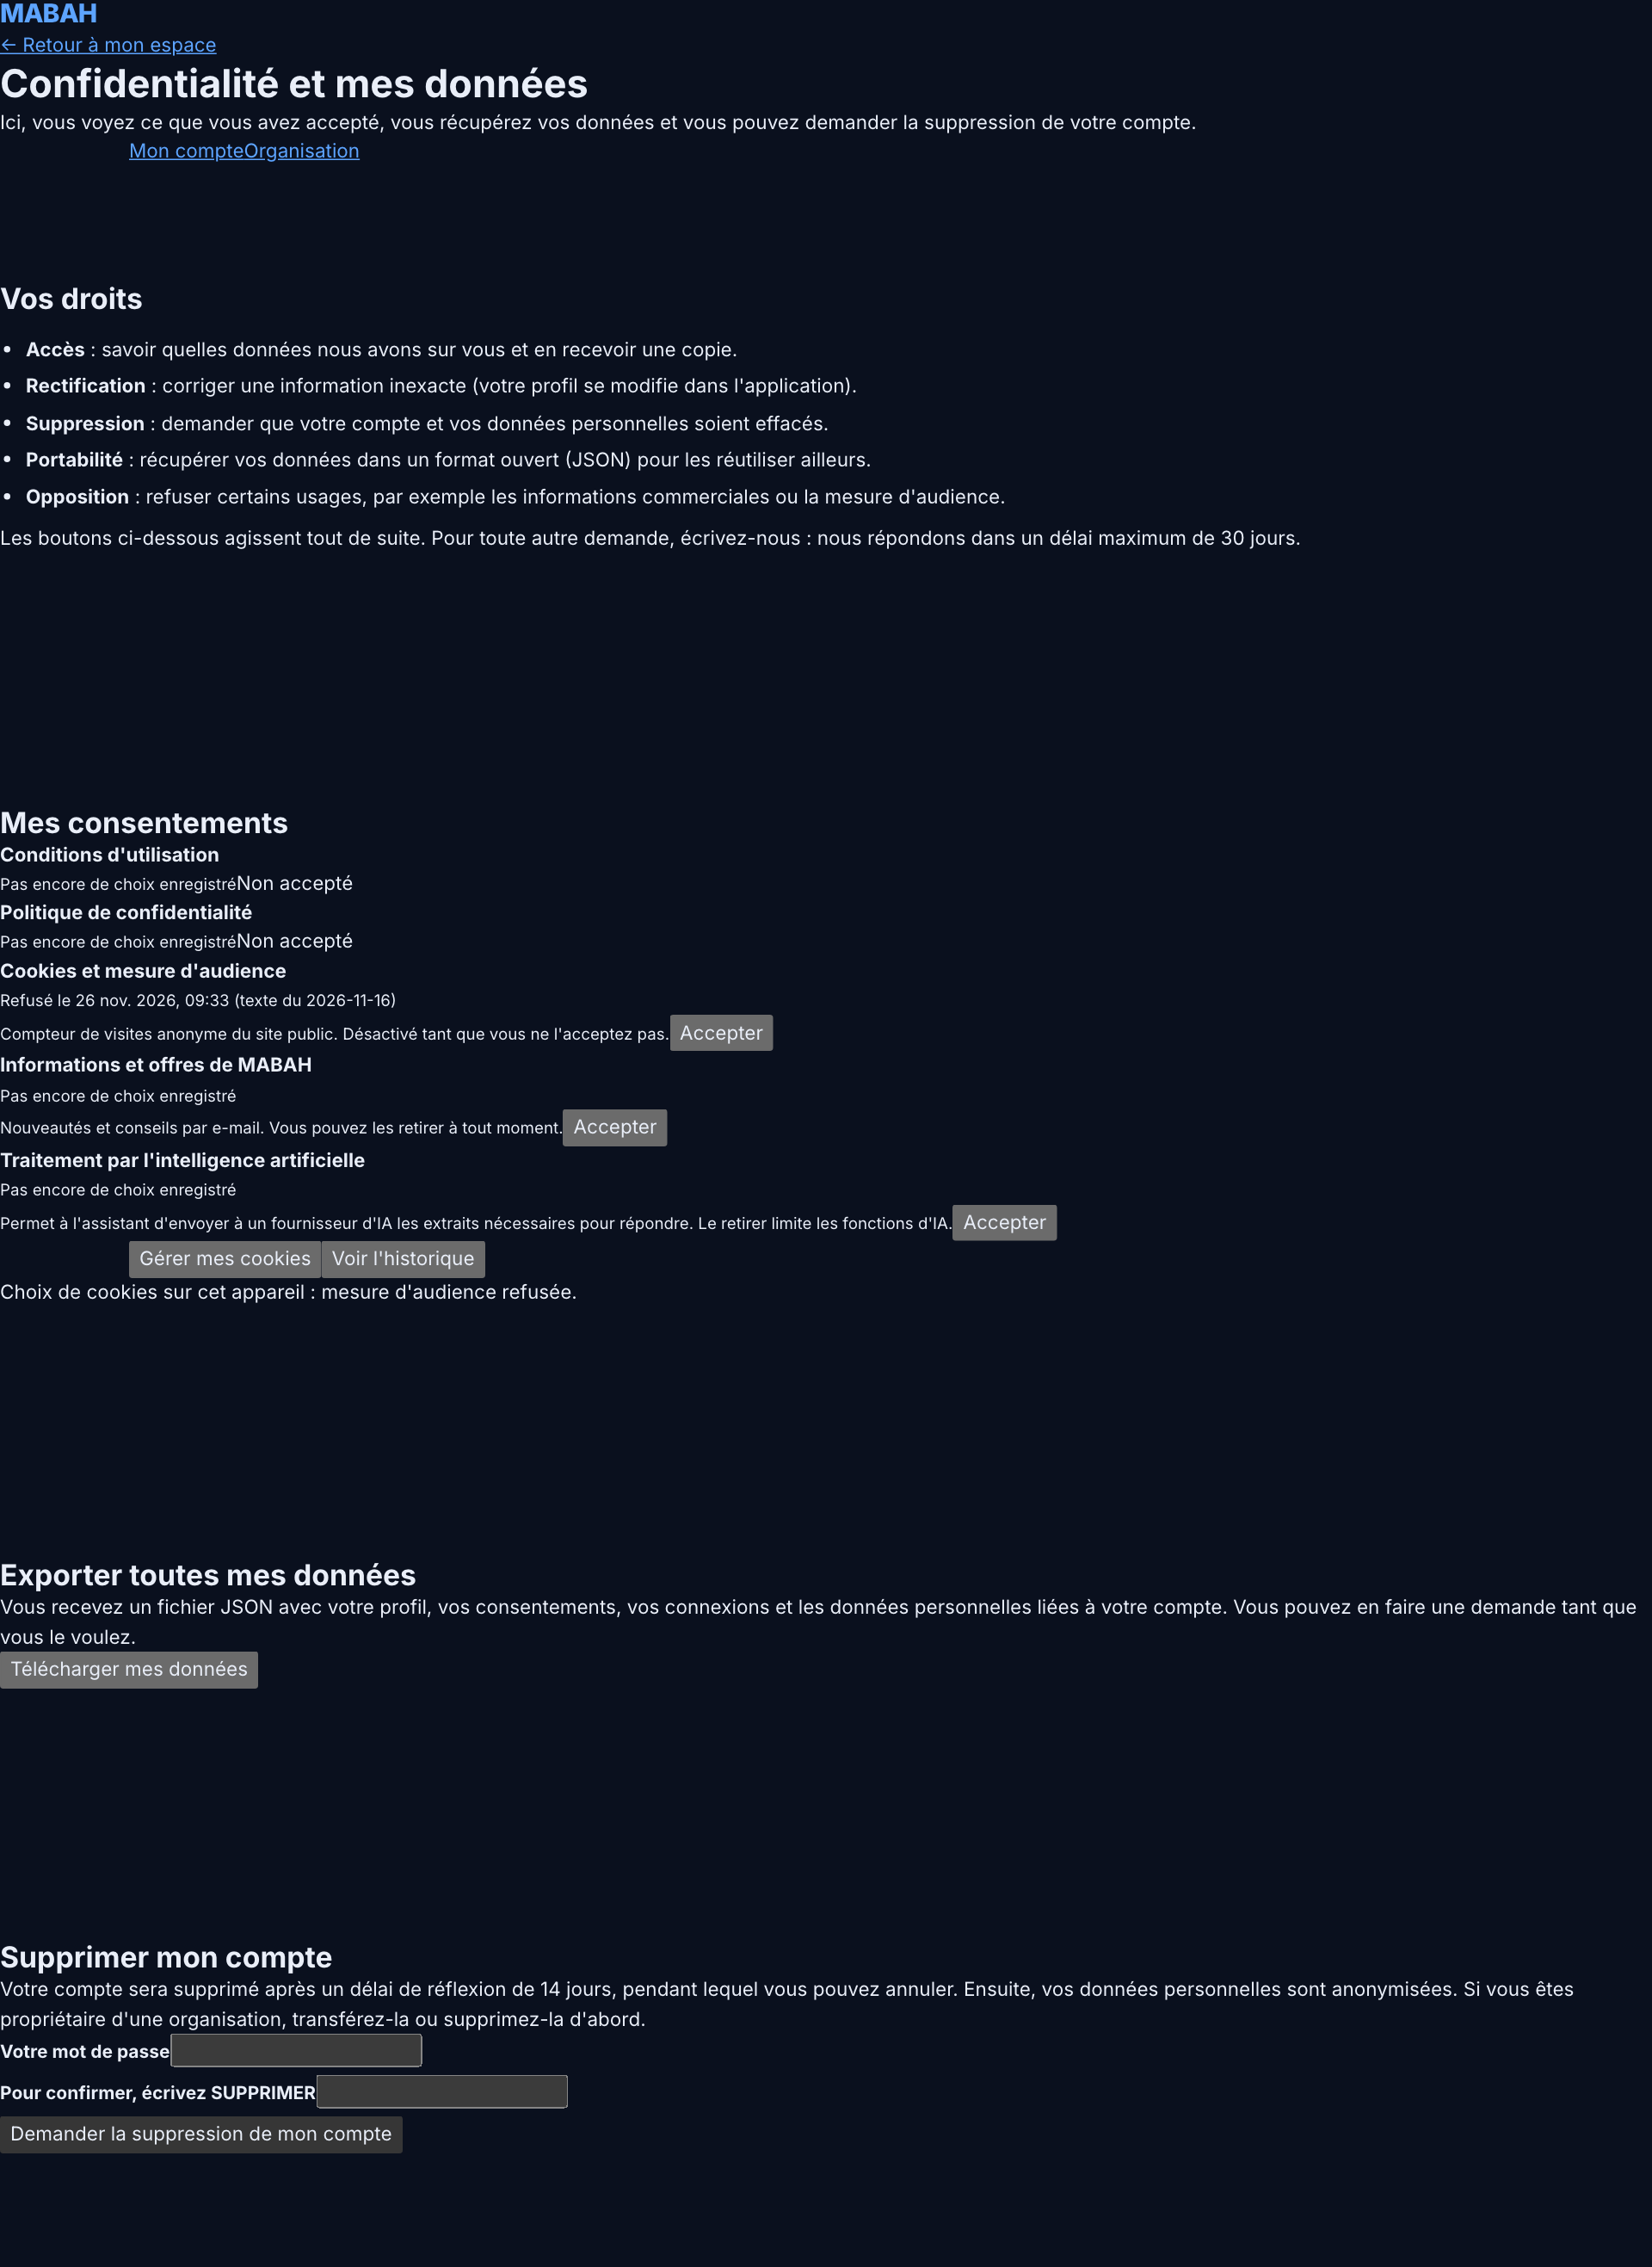 MABAH
← Retour à mon espace
Confidentialité et mes données
Ici, vous voyez ce que vous avez accepté, vous récupérez vos données et vous pouvez demander la suppression de votre compte.
Mon compteOrganisation
Vos droits
• Accès : savoir quelles données nous avons sur vous et en recevoir une copie.
• Rectification : corriger une information inexacte (votre profil se modifie dans l'application).
• Suppression : demander que votre compte et vos données personnelles soient effacés.
• Portabilité : récupérer vos données dans un format ouvert (JSON) pour les réutiliser ailleurs.
• Opposition : refuser certains usages, par exemple les informations commerciales ou la mesure d'audience.
Les boutons ci-dessous agissent tout de suite. Pour toute autre demande, écrivez-nous : nous répondons dans un délai maximum de 30 jours.
Mes consentements
Conditions d'utilisation
Pas encore de choix enregistréNon accepté
Politique de confidentialité
Pas encore de choix enregistréNon accepté
Cookies et mesure d'audience
Refusé le 26 nov. 2026, 09:33 (texte du 2026-11-16)
Compteur de visites anonyme du site public. Désactivé tant que vous ne l'acceptez pas. Accepter
Informations et offres de MABAH
Pas encore de choix enregistré
Nouveautés et conseils par e-mail. Vous pouvez les retirer à tout moment. Accepter
Traitement par l'intelligence artificielle
Pas encore de choix enregistré
Permet à l'assistant d'envoyer à un fournisseur d'IA les extraits nécessaires pour répondre. Le retirer limite les fonctions d'IA. Accepter
Gérer mes cookies Voir l'historique
Choix de cookies sur cet appareil : mesure d'audience refusée.
Exporter toutes mes données
Vous recevez un fichier JSON avec votre profil, vos consentements, vos connexions et les données personnelles liées à votre compte. Vous pouvez en faire une demande tant que
vous le voulez.
Télécharger mes données
Supprimer mon compte
Votre compte sera supprimé après un délai de réflexion de 14 jours, pendant lequel vous pouvez annuler. Ensuite, vos données personnelles sont anonymisées. Si vous êtes
propriétaire d'une organisation, transférez-la ou supprimez-la d'abord.
Votre mot de passe
Pour confirmer, écrivez SUPPRIMER
Demander la suppression de mon compte